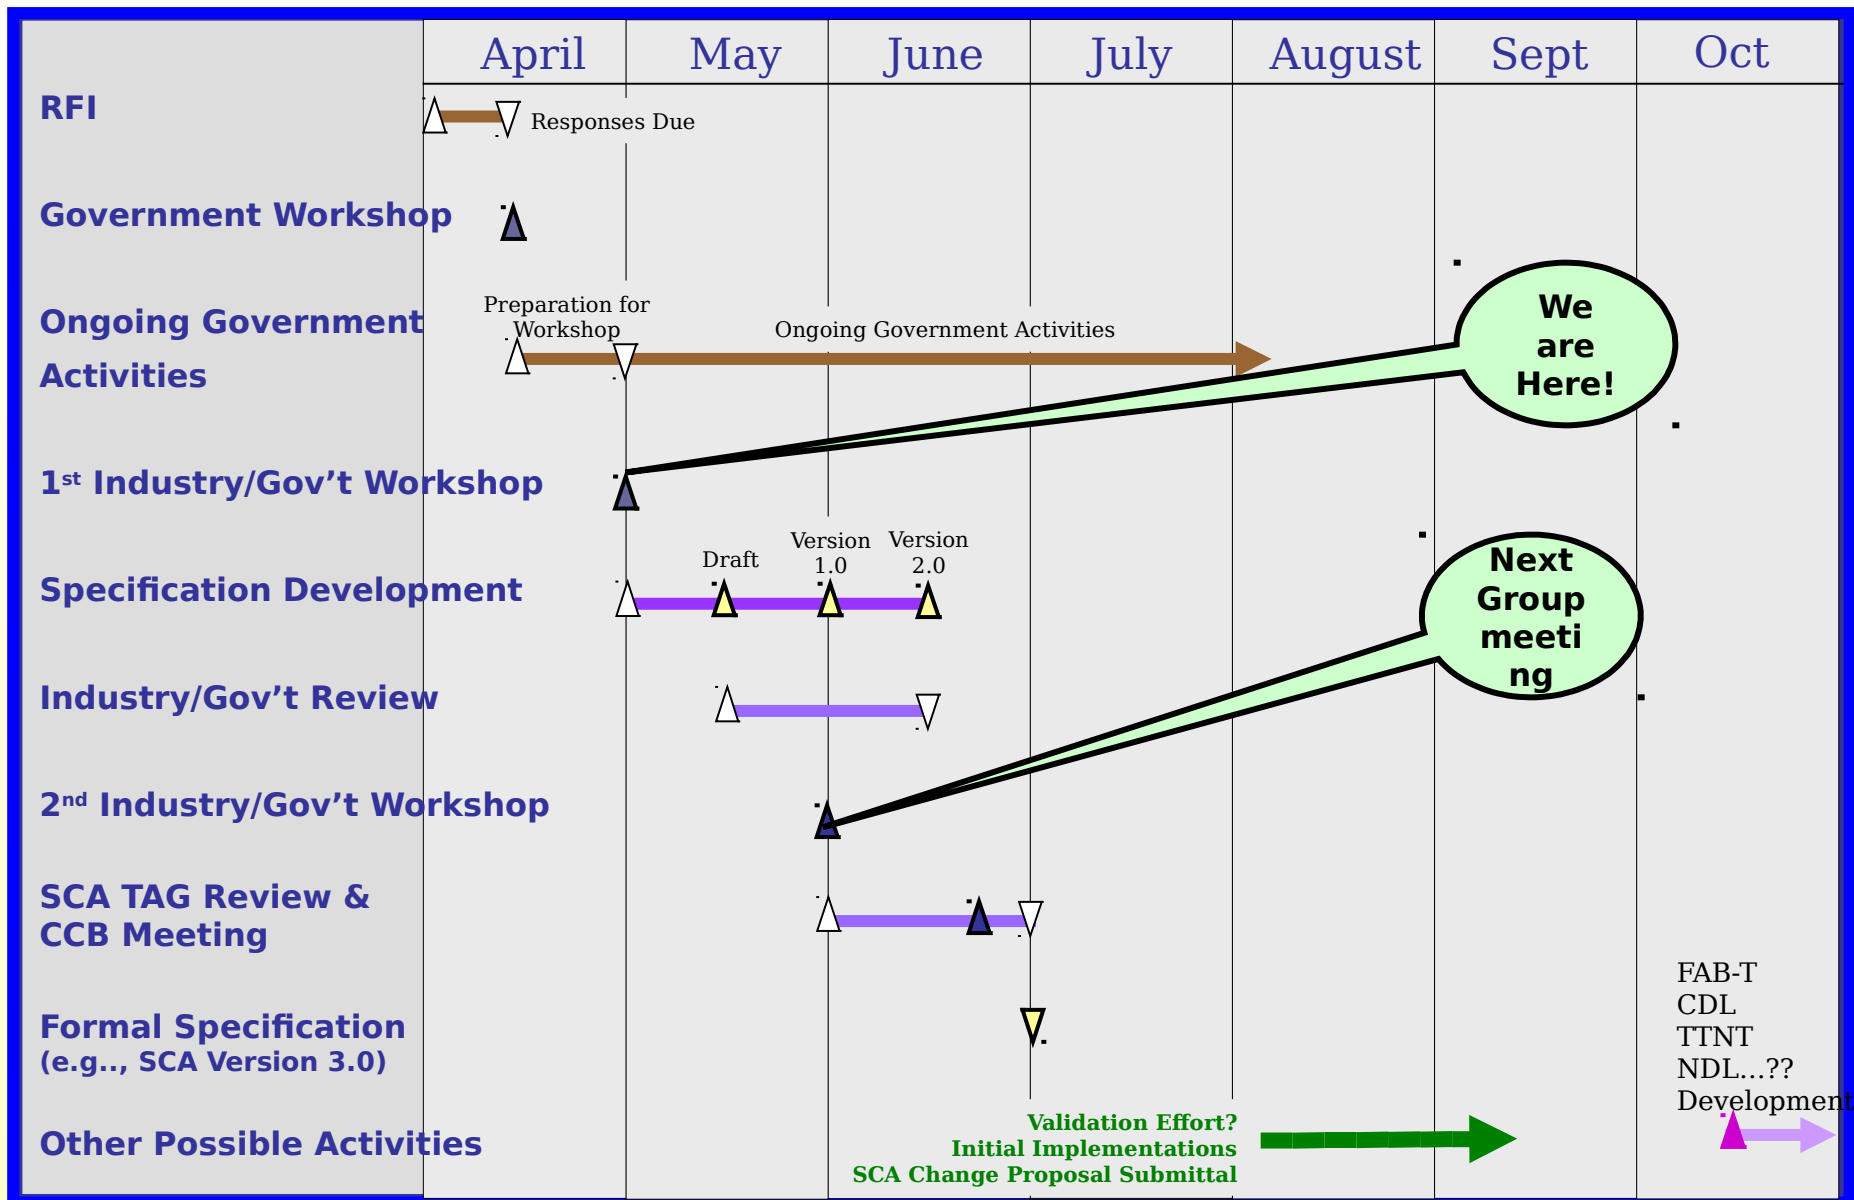 April May June July August Sept Oct
RFI
Responses Due
Government Workshop
Ongoing Government
Activities
Preparation for
Workshop
Ongoing Government Activities
We
are
Here!
1st Industry/Gov’t Workshop
Specification Development
Draft
Version
1.0
Version
2.0
Next
Group
meeti
ng
Industry/Gov’t Review
2nd Industry/Gov’t Workshop
SCA TAG Review &
CCB Meeting
Formal Specification
(e.g.., SCA Version 3.0)
FAB-T
CDL
TTNT
NDL...??
Development
Other Possible Activities
Validation Effort?
Initial Implementations
SCA Change Proposal Submittal